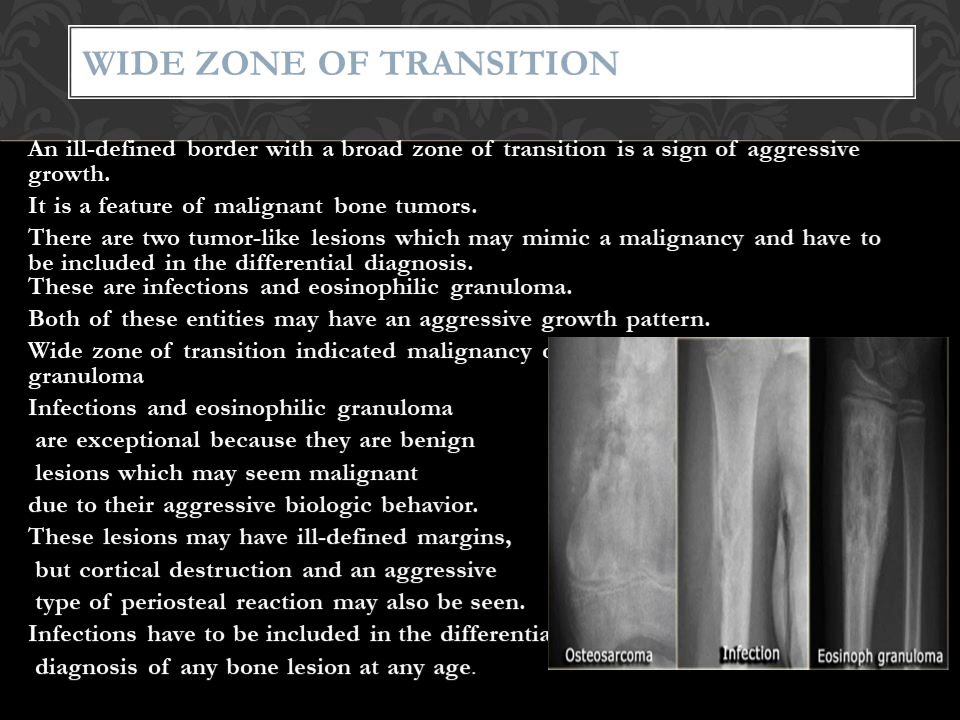 WIDE ZONE OF TRANSITION
An ill-defined border with a broad zone of transition is a sign of aggressive
growth.
It is a feature of malignant bone tumors.
There are two tumor-like lesions which may mimic a malignancy and have to
be included in the differential diagnosis.
These are infections and eosinophilic granuloma.
Both of these entities may have an aggressive growth pattern.
Wide zone of transition indicated malignancy
granuloma
Infections and eosinophilic granuloma
are exceptional because they are benign
lesions which may seem malignant
due to their aggressive biologic behavior.
These lesions may have ill-defined margins,
but cortical destruction and an aggressive
type of periosteal reaction may also be seen.
Infections have to be included in the differentia
diagnosis of any bone lesion at any age.
Osteosarcoma
Infection
Eosinoph granuloma